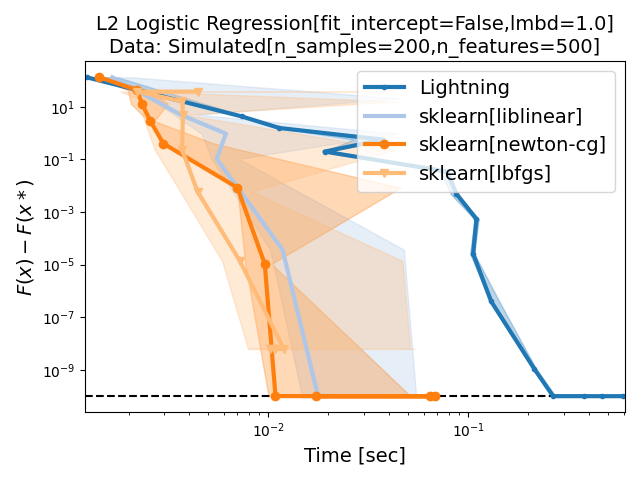 L2 Logistic Regression[fit_intercept=False,lmbd=1.0]
Data: Simulated[n_samples=200,n_features=500]
Lightning
sklearn[liblinear]
sklearn[newton-cg]
sklearn[lbfgs]
F(x) − F(x*)
10¹
10⁻¹
10⁻³
10⁻⁵
10⁻⁷
10⁻⁹
10⁻²
10⁻¹
Time [sec]